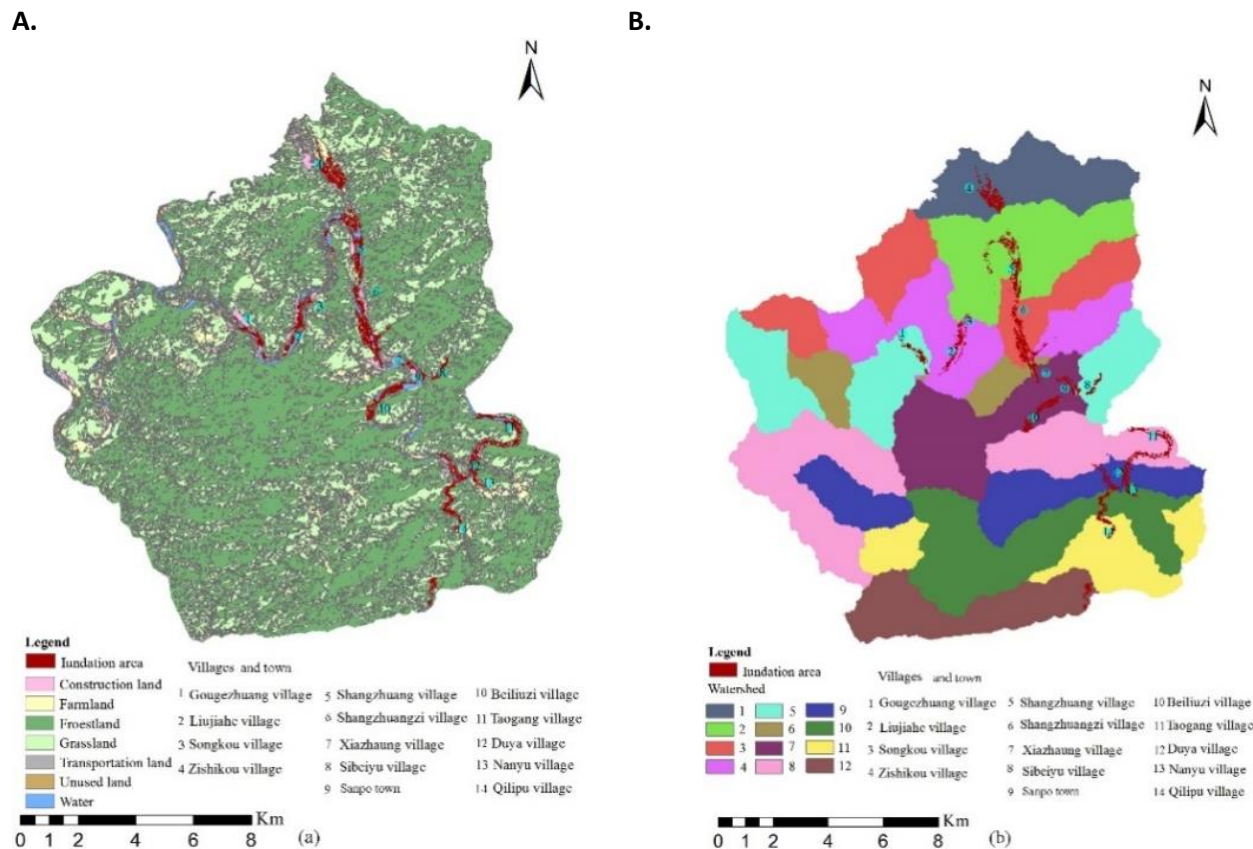 A.
B.
N
N
Legend
Iundation area
Construction land
Farmland
Froestland
Grassland
Transportation land
Unused land
Water
Villages and town
1 Gougezhuang village
2 Liujiahe village
3 Songkou village
4 Zishikou village
5 Shangzhuang village
6 Shangzhuangzi village
7 Xiazhaung village
8 Sibeiyu village
9 Sanpo town
10 Beiliuzi village
11 Taogang village
12 Duya village
13 Nanyu village
14 Qilipu village
Km
0 1 2 4 6 8
(a)
Legend
Iundation area
Watershed
1 5 9
2 6 10
3 7 11
4 8 12
Villages and town
1 Gougezhuang village
2 Liujiahe village
3 Songkou village
4 Zishikou village
5 Shangzhuang village
6 Shangzhuangzi village
7 Xiazhaung village
8 Sibeiyu village
9 Sanpo town
10 Beiliuzi village
11 Taogang village
12 Duya village
13 Nanyu village
14 Qilipu village
Km
0 1 2 4 6 8
(b)